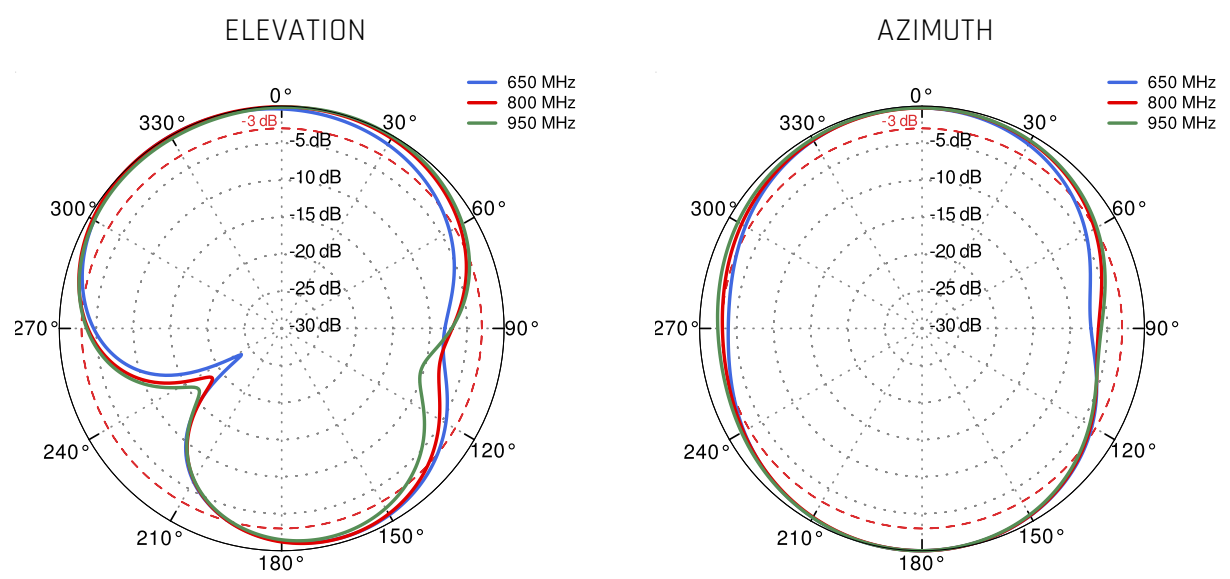 ELEVATION
650 MHz
800 MHz
950 MHz
0°
30°
60°
90°
120°
150°
180°
210°
240°
270°
300°
330°
-3 dB
-5 dB
-10 dB
-15 dB
-20 dB
-25 dB
-30 dB
AZIMUTH
650 MHz
800 MHz
950 MHz
0°
30°
60°
90°
120°
150°
180°
210°
240°
270°
300°
330°
-3 dB
-5 dB
-10 dB
-15 dB
-20 dB
-25 dB
-30 dB